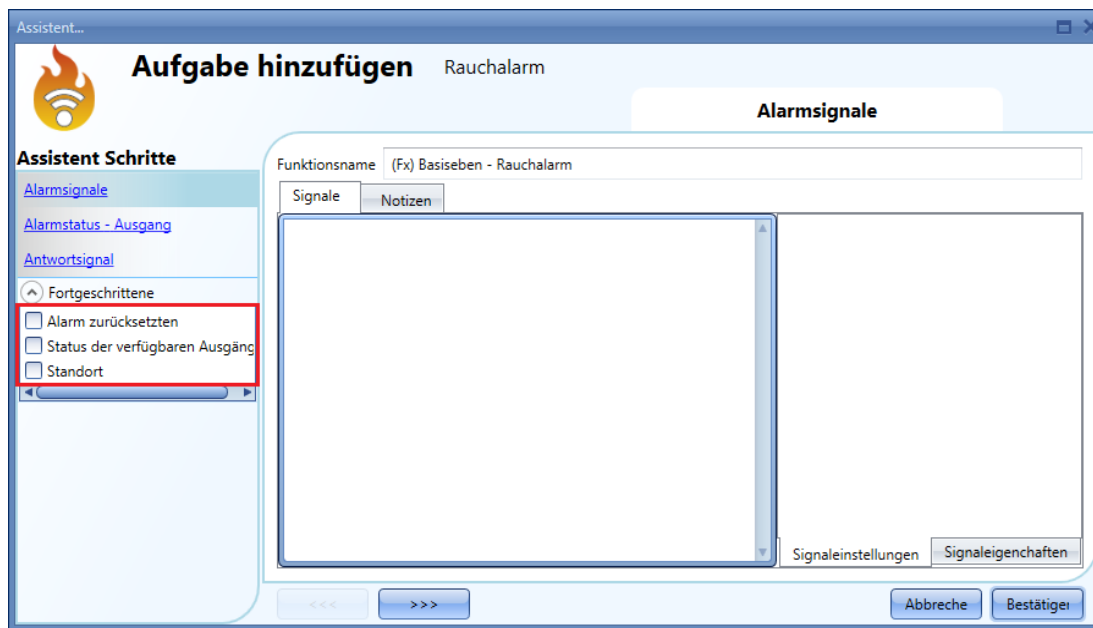 Assistent...
Aufgabe hinzufügen Rauchalarm
Alarmsignale
Assistent Schritte
Alarmsignale
Alarmstatus - Ausgang
Antwortsignal
Fortgeschrittene
Alarm zurücksetzten
Status der verfügbaren Ausgäng
Standort
Funktionsname (Fx) Basiseben - Rauchalarm
Signale Notizen
Signaleinstellungen Signaleigenchaften
<<< >>> Abbreche Bestätiger